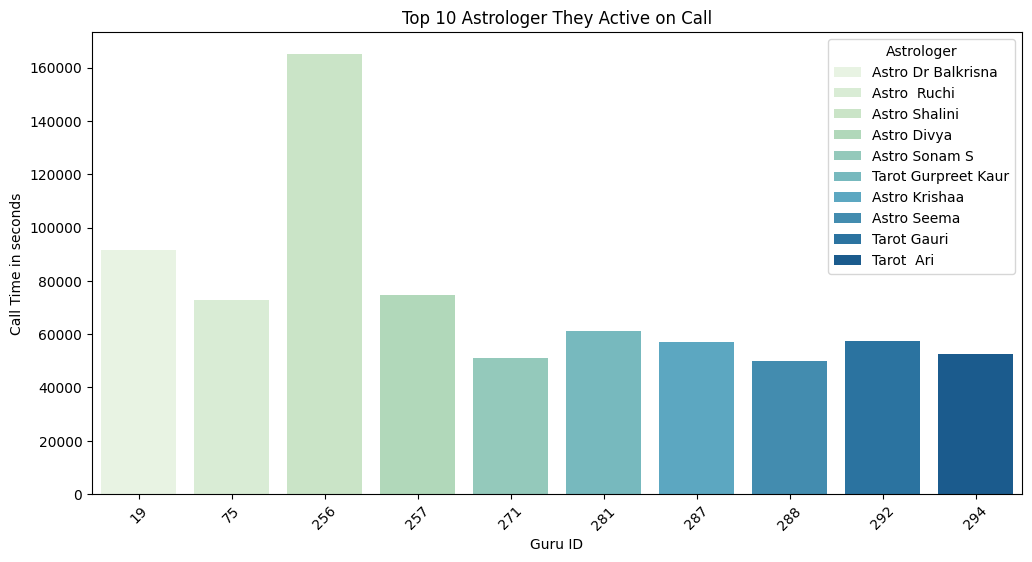 Top 10 Astrologer They Active on Call
Astrologer
Astro Dr Balkrisna
Astro  Ruchi
Astro Shalini
Astro Divya
Astro Sonam S
Tarot Gurpreet Kaur
Astro Krishaa
Astro Seema
Tarot Gauri
Tarot  Ari
Call Time in seconds
160000
140000
120000
100000
80000
60000
40000
20000
0
19 75 256 257 271 281 287 288 292 294
Guru ID